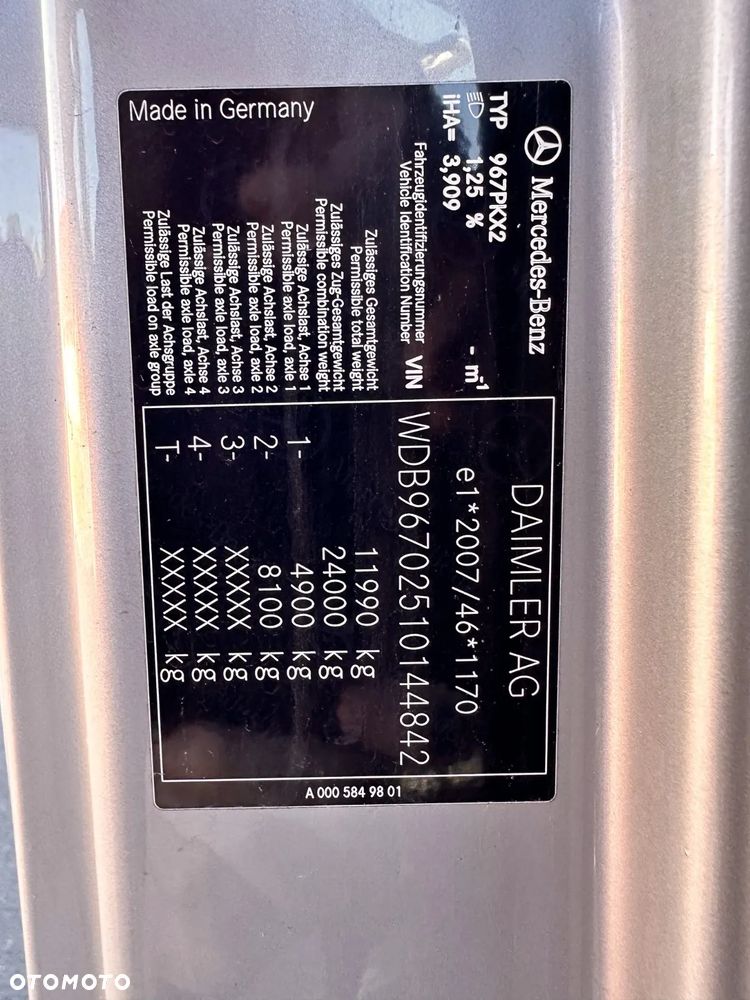 Mercedes-Benz
DAIMLER AG
TYP 967PKX2
1,25 % - m-1
iHA= 3,909
e1*2007/46*1170
Fahrzeugidentifizierungsnummer
Vehicle Identification Number VIN
WDB96702510144842
Zulässiges Gesamtgewicht
Permissible total weight 11990 kg
Zulässiges Zug-Gesamtgewicht
Permissible combination weight 24000 kg
Zulässige Achslast, Achse 1
Permissible axle load, axle 1 1- 4900 kg
Zulässige Achslast, Achse 2
Permissible axle load, axle 2 2- 8100 kg
Zulässige Achslast, Achse 3
Permissible axle load, axle 3 3- XXXXX kg
Zulässige Achslast, Achse 4
Permissible axle load, axle 4 4- XXXXX kg
Zulässige Last der Achsgruppe
Permissible load on axle group T- XXXXX kg
Made in Germany
A 000 584 98 01
OTOMOTO